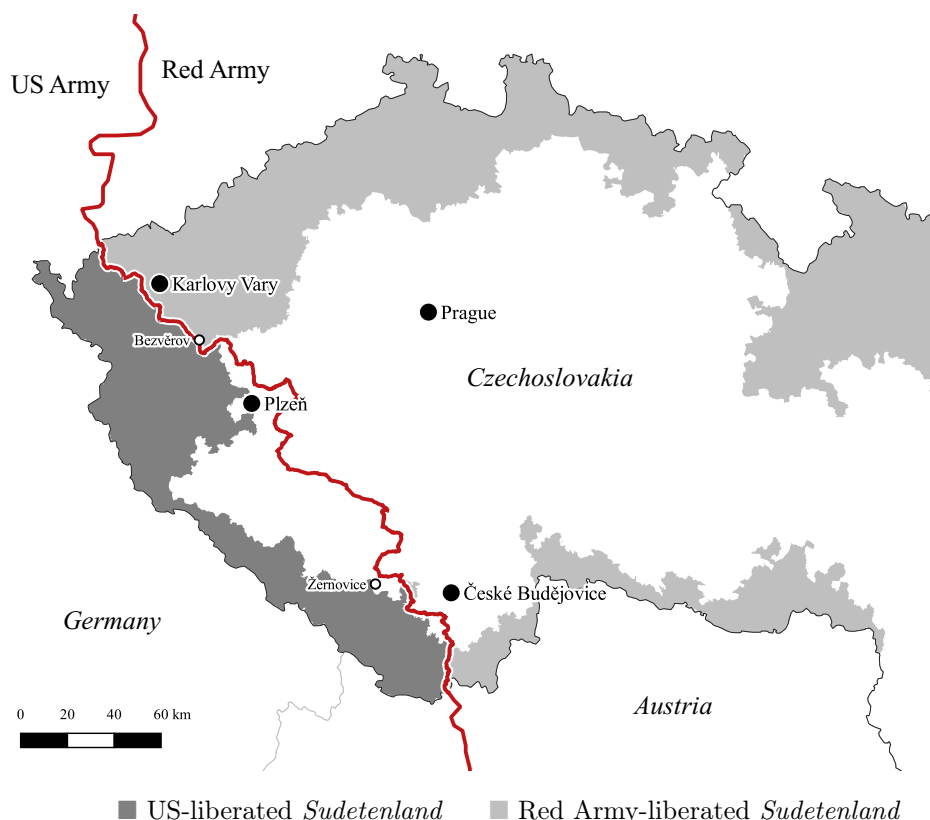 Red Army
US Army
Karlovy Vary
Prague
Bezvěrov
Czechoslovakia
Plzeň
Žernovice
České Budějovice
Germany
Austria
0 20 40 60 km
US-liberated Sudetenland
Red Army-liberated Sudetenland